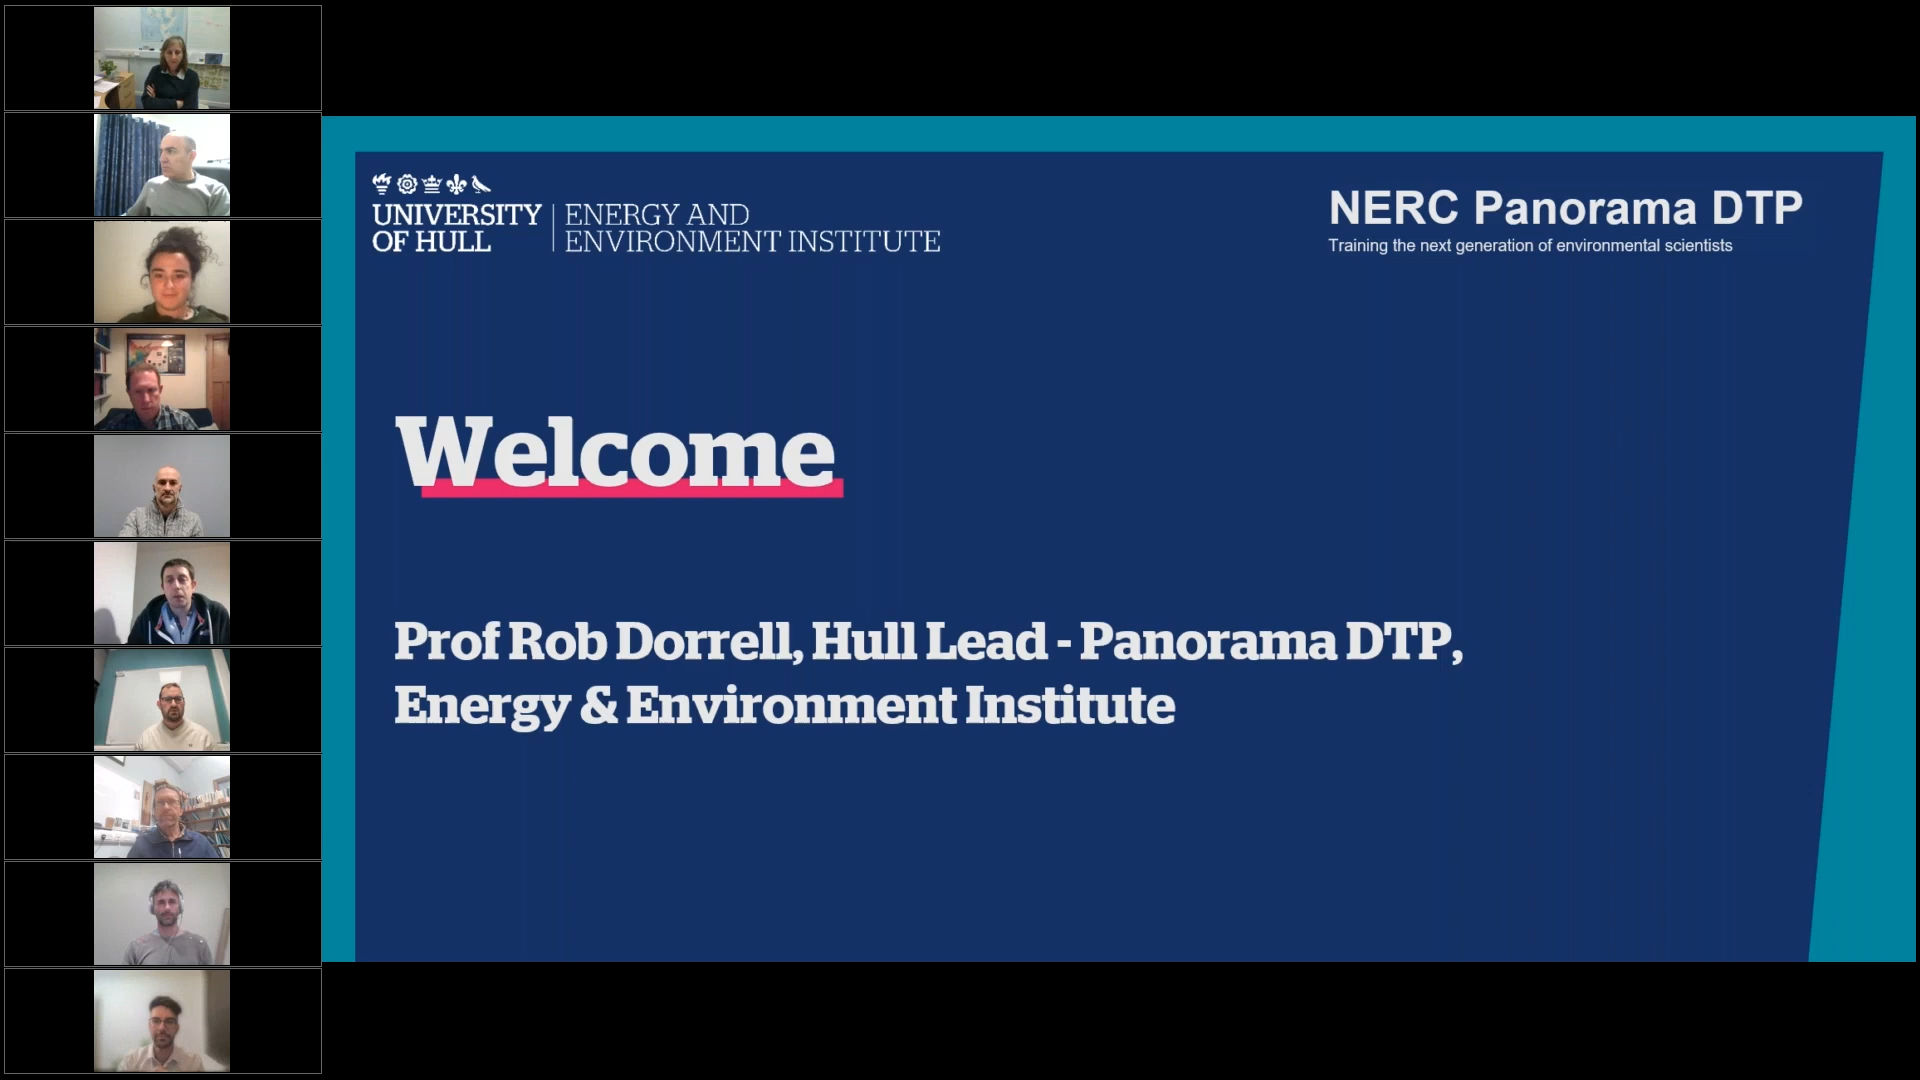 UNIVERSITY
OF HULL
ENERGY AND
ENVIRONMENT INSTITUTE
NERC Panorama DTP
Training the next generation of environmental scientists
Welcome
Prof Rob Dorrell, Hull Lead - Panorama DTP,
Energy & Environment Institute